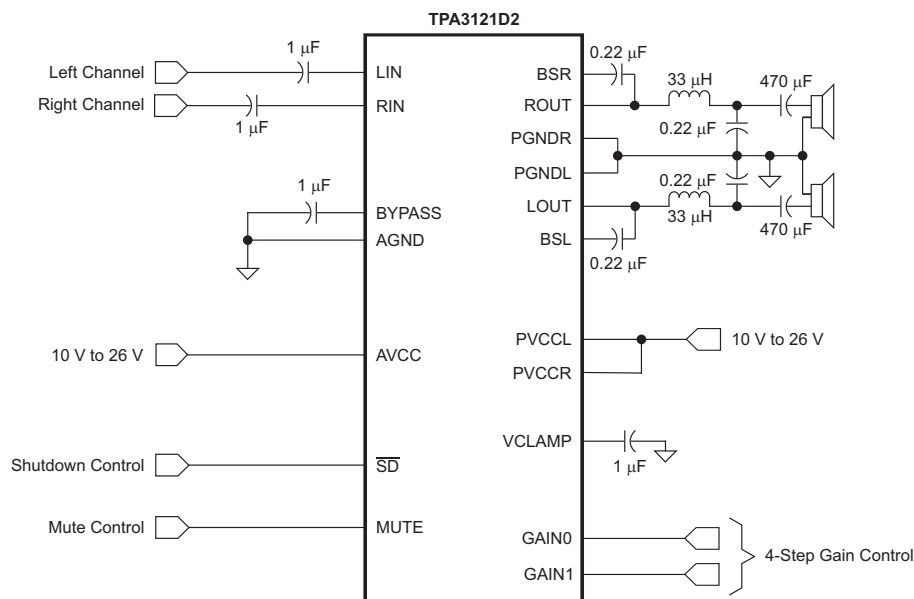 TPA3121D2
1 μF
Left Channel
LIN
Right Channel
RIN
1 μF
1 μF
BYPASS
AGND
10 V to 26 V
AVCC
Shutdown Control
SD
Mute Control
MUTE
0.22 μF
BSR
33 μH
470 μF
ROUT
0.22 μF
PGNDR
PGNDL
0.22 μF
LOUT
33 μH
470 μF
BSL
0.22 μF
PVCCL
10 V to 26 V
PVCCR
VCLAMP
1 μF
GAIN0
4-Step Gain Control
GAIN1